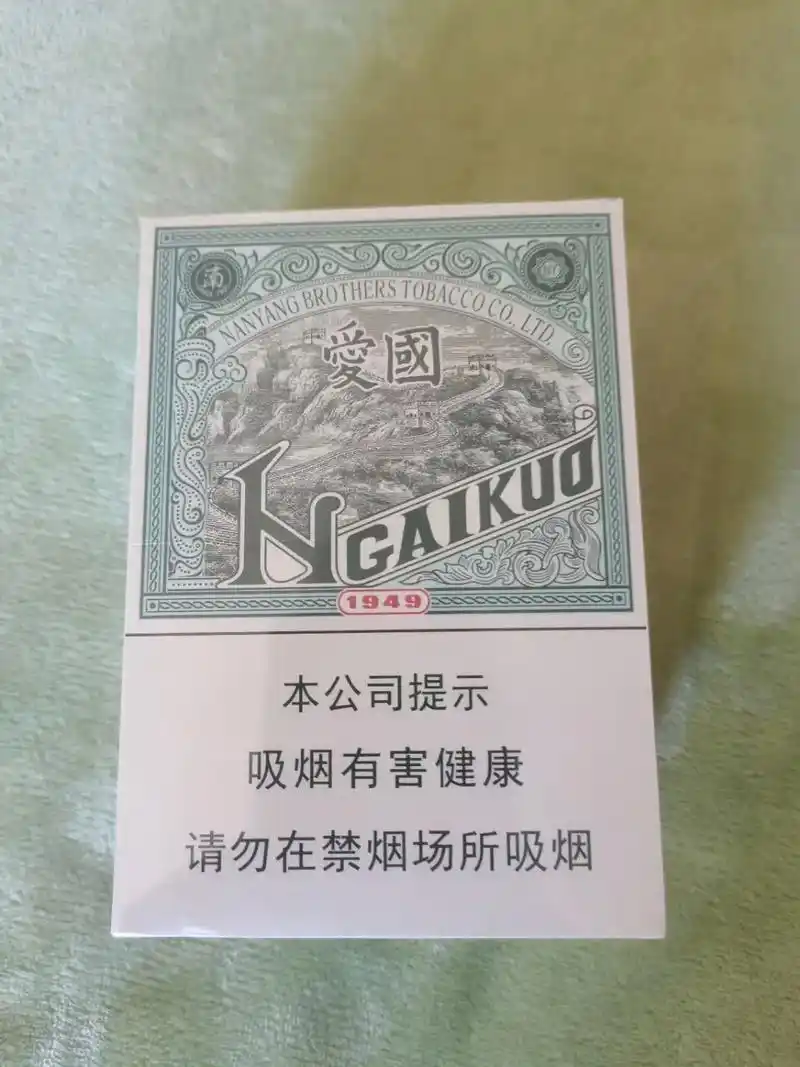 南
NANYANG BROTHERS TOBACCO CO., LTD.
愛國
NGAIKUO
1949
本公司提示
吸烟有害健康
请勿在禁烟场所吸烟